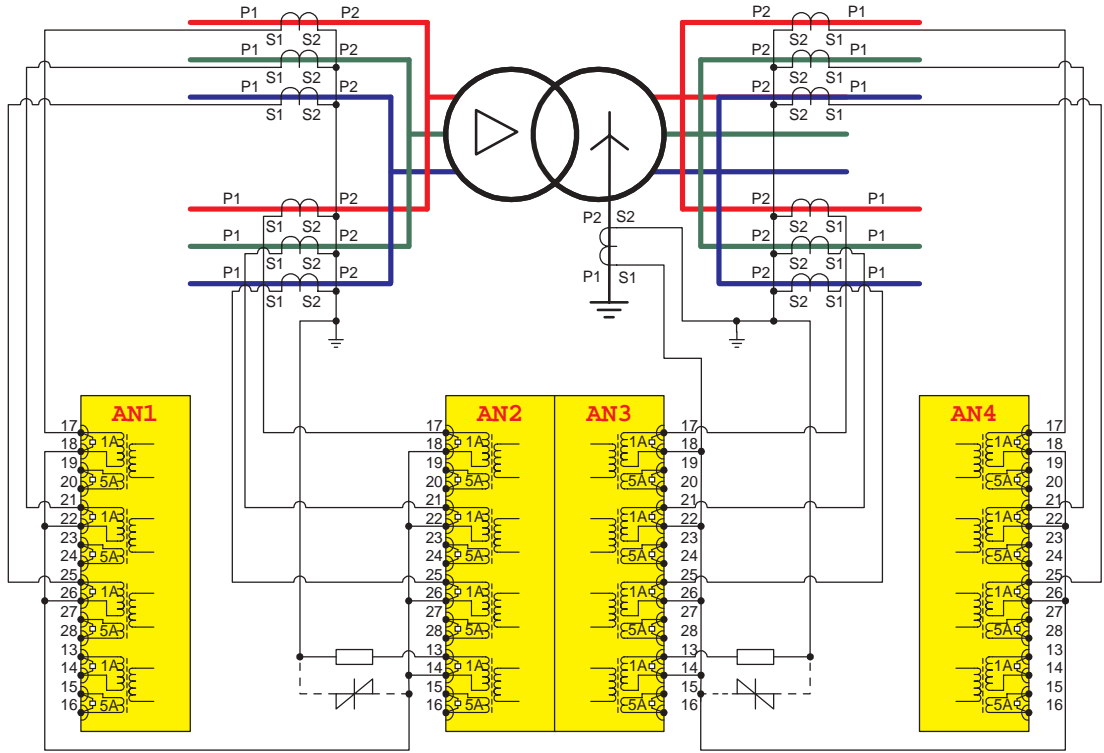 P1 P2 P2 P1
S1 S2 S2 S1
P1 P2 P2 P1
S1 S2 S2 S1
P1 P2 P2 P1
S1 S2 S2 S1
P1 P2 P2 P1
S1 S2 P2 S2 S2 S1
P1 P2 P2 P1
S1 S2 S2 S1
P1 P2 P1 S1 P2 P1
S1 S2 S2 S1
AN1 AN2 AN3 AN4
17 17 17 17
18 1A 18 1A 1A 18 1A 18
19 19 19 19
20 5A 20 5A 5A 20 5A 20
21 21 21 21
22 1A 22 1A 1A 22 1A 22
23 23 23 23
24 5A 24 5A 5A 24 5A 24
25 25 25 25
26 1A 26 1A 1A 26 1A 26
27 27 27 27
28 5A 28 5A 5A 28 5A 28
13 13 13 13
14 1A 14 1A 1A 14 1A 14
15 15 15 15
16 5A 16 5A 5A 16 5A 16